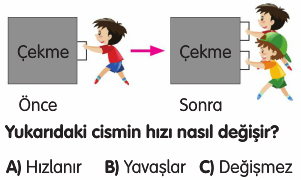 Çekme Çekme
Önce Sonra
Yukarıdaki cismin hızı nasıl değişir?
A) Hızlanır B) Yavaşlar C) Değişmez